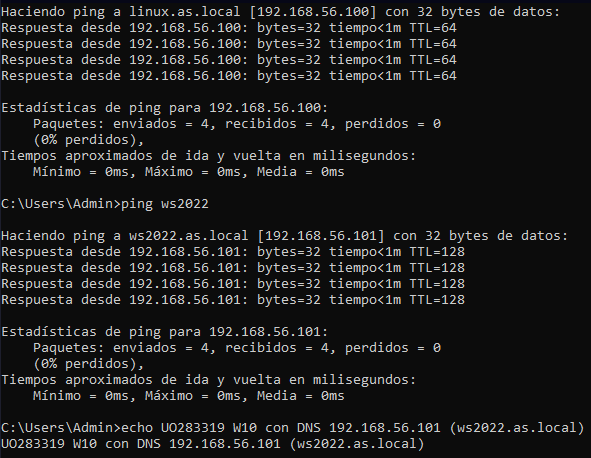 Haciendo ping a linux.as.local [192.168.56.100] con 32 bytes de datos:
Respuesta desde 192.168.56.100: bytes=32 tiempo<1m TTL=64
Respuesta desde 192.168.56.100: bytes=32 tiempo<1m TTL=64
Respuesta desde 192.168.56.100: bytes=32 tiempo<1m TTL=64
Respuesta desde 192.168.56.100: bytes=32 tiempo<1m TTL=64
Estadísticas de ping para 192.168.56.100:
Paquetes: enviados = 4, recibidos = 4, perdidos = 0
(0% perdidos),
Tiempos aproximados de ida y vuelta en milisegundos:
Mínimo = 0ms, Máximo = 0ms, Media = 0ms
C:\Users\Admin>ping ws2022
Haciendo ping a ws2022.as.local [192.168.56.101] con 32 bytes de datos:
Respuesta desde 192.168.56.101: bytes=32 tiempo<1m TTL=128
Respuesta desde 192.168.56.101: bytes=32 tiempo<1m TTL=128
Respuesta desde 192.168.56.101: bytes=32 tiempo<1m TTL=128
Respuesta desde 192.168.56.101: bytes=32 tiempo<1m TTL=128
Estadísticas de ping para 192.168.56.101:
Paquetes: enviados = 4, recibidos = 4, perdidos = 0
(0% perdidos),
Tiempos aproximados de ida y vuelta en milisegundos:
Mínimo = 0ms, Máximo = 0ms, Media = 0ms
C:\Users\Admin>echo UO283319 W10 con DNS 192.168.56.101 (ws2022.as.local)
UO283319 W10 con DNS 192.168.56.101 (ws2022.as.local)